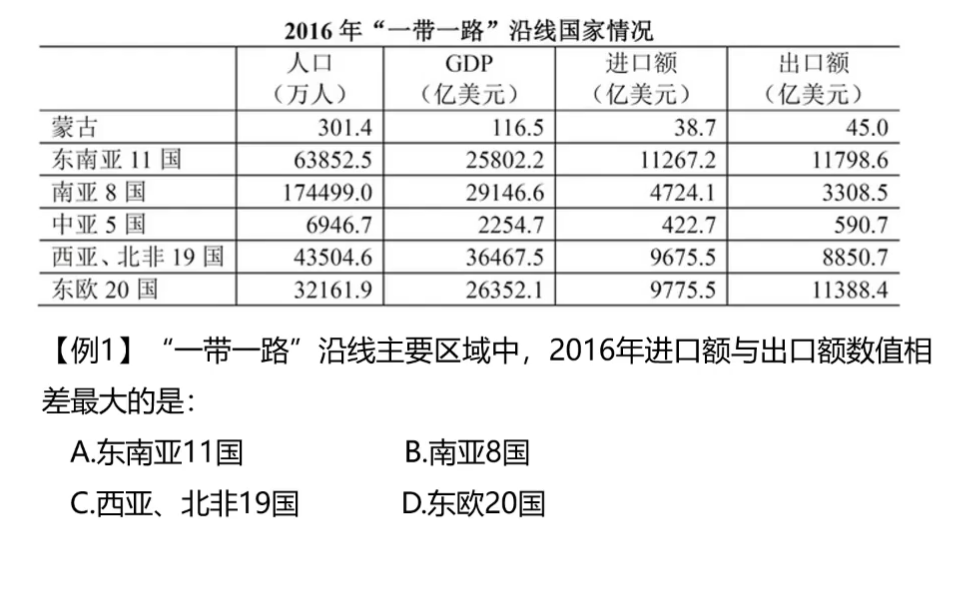 2016 年“一带一路”沿线国家情况
人口 GDP 进口额 出口额
（万人） （亿美元） （亿美元） （亿美元）
蒙古 301.4 116.5 38.7 45.0
东南亚 11 国 63852.5 25802.2 11267.2 11798.6
南亚 8 国 174499.0 29146.6 4724.1 3308.5
中亚 5 国 6946.7 2254.7 422.7 590.7
西亚、北非 19 国 43504.6 36467.5 9675.5 8850.7
东欧 20 国 32161.9 26352.1 9775.5 11388.4
【例1】“一带一路”沿线主要区域中，2016年进口额与出口额数值相
差最大的是：
A.东南亚11国 B.南亚8国
C.西亚、北非19国 D.东欧20国